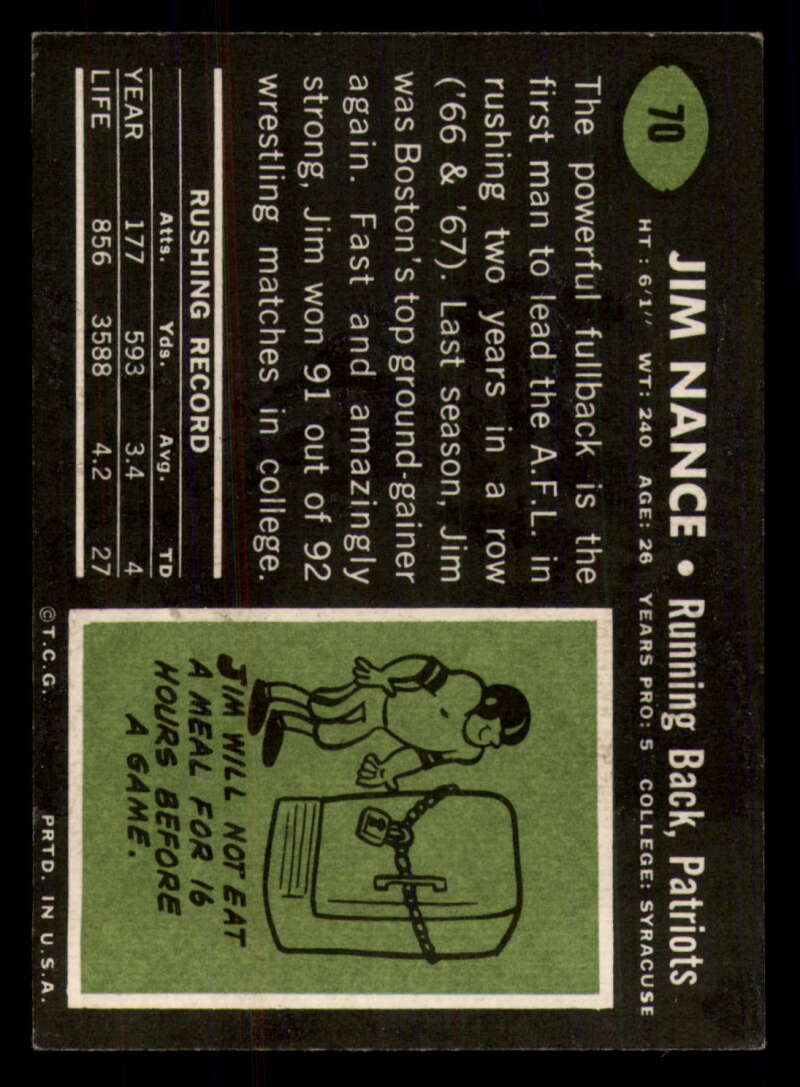 70
JIM NANCE • Running Back, Patriots
HT : 6'1" WT: 240 AGE: 26 YEARS PRO: 5 COLLEGE: SYRACUSE
The powerful fullback is the
first man to lead the A.F.L. in
rushing two years in a row
('66 & '67). Last season, Jim
was Boston's top ground-gainer
again. Fast and amazingly
strong, Jim won 91 out of 92
wrestling matches in college.
RUSHING RECORD
Atts. Yds. Avg. TD
YEAR 177 593 3.4 4
LIFE 856 3588 4.2 27
JIM WILL NOT EAT
A MEAL FOR 16
HOURS BEFORE
A GAME.
©T.C.G. PRTD. IN U.S.A.